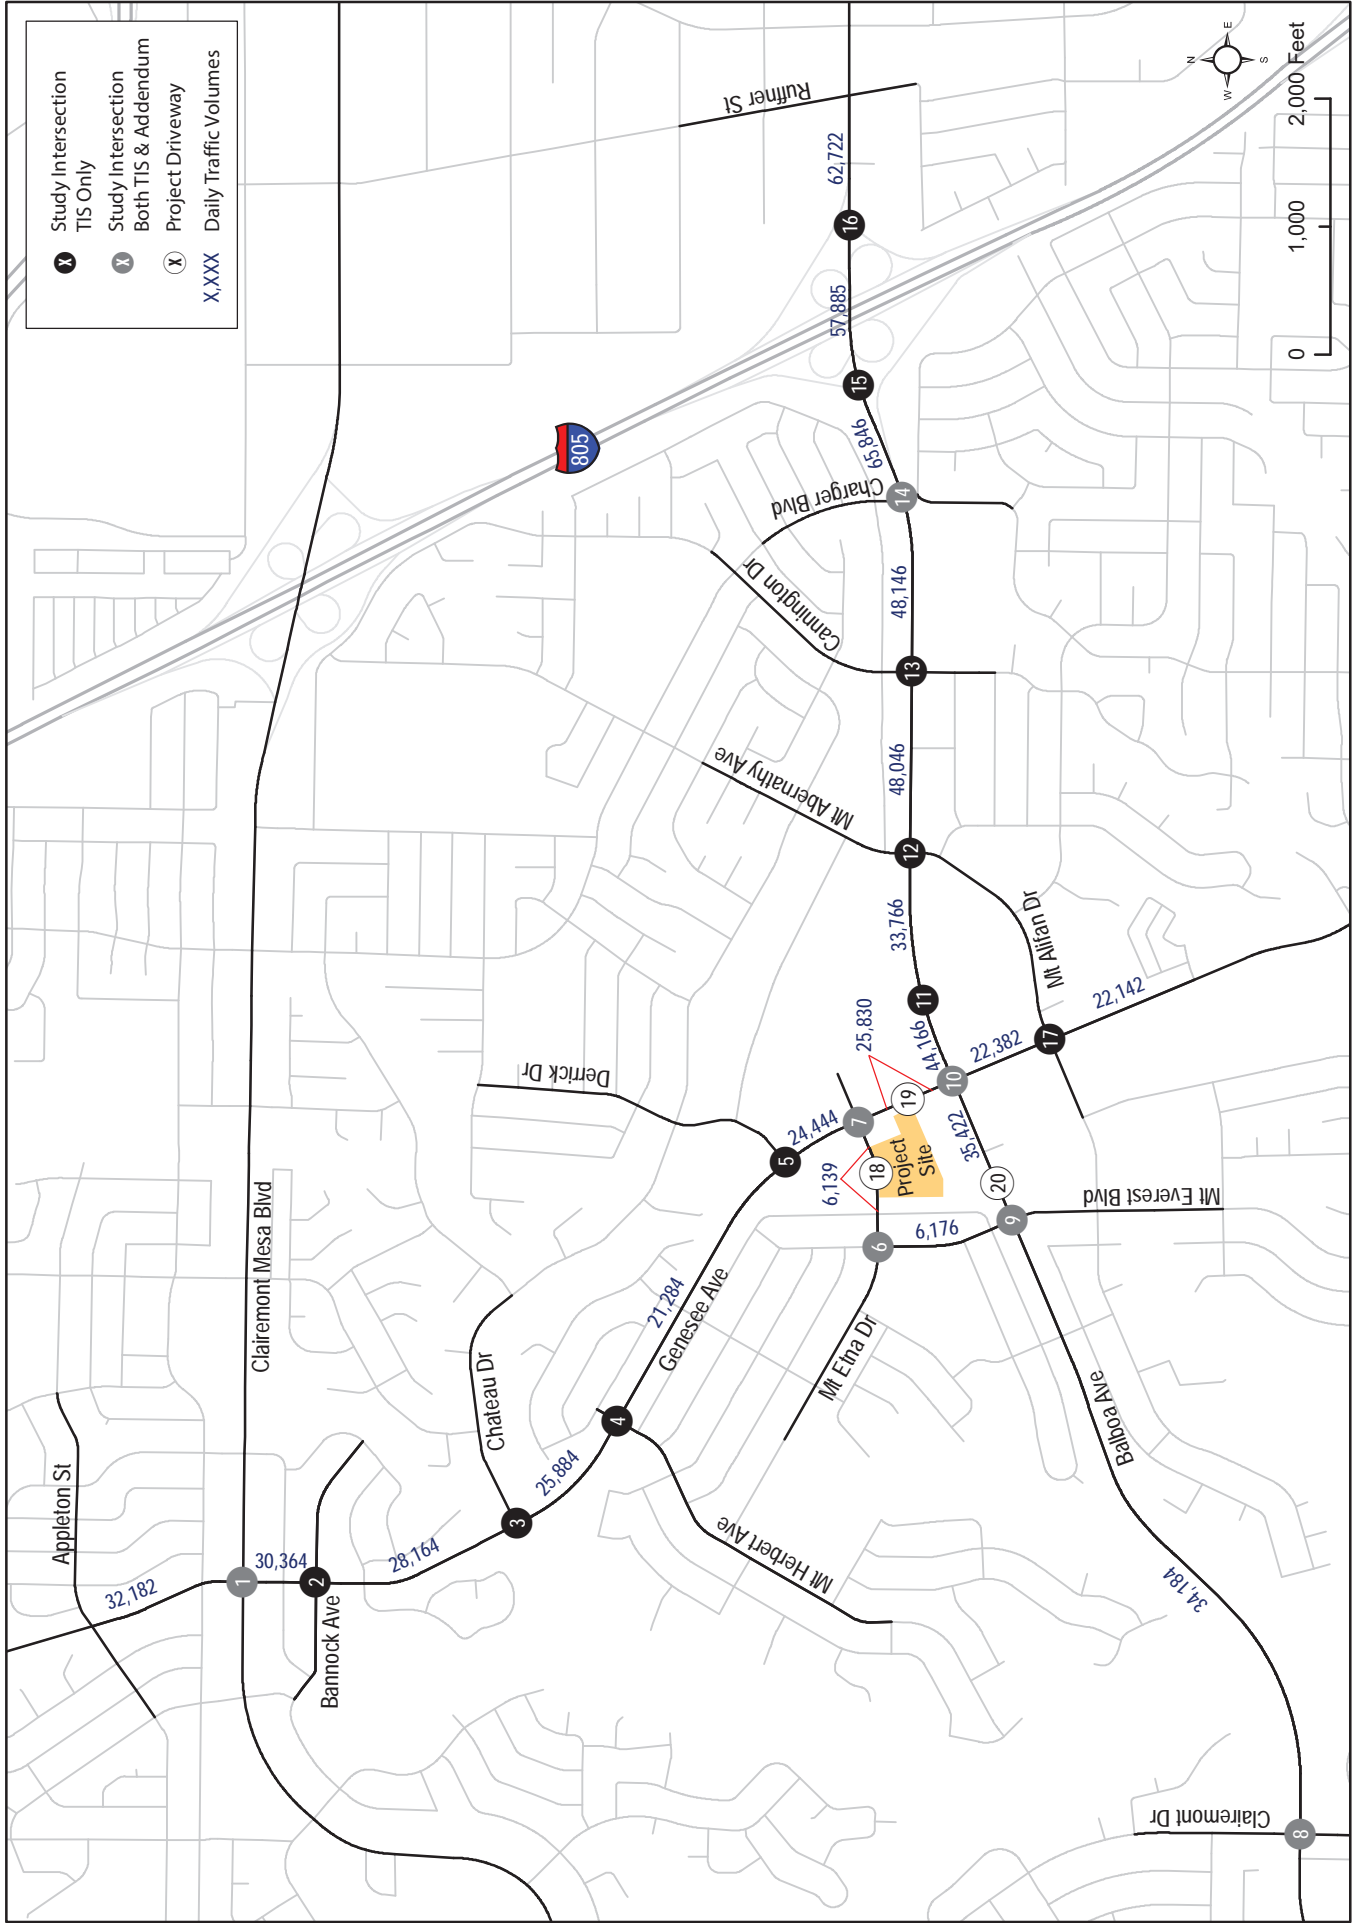 Study Intersection
TIS Only
Study Intersection
Both TIS & Addendum
Project Driveway
Daily Traffic Volumes
X
X
X
X,XXX
N
E
S
W
0
1,000
2,000 Feet
805
Ruffner St
62,722
16
57,885
15
65,846
Charger Blvd
14
Cannington Dr
48,146
13
Mt Abernathy Ave
48,046
12
33,766
Mt Alifan Dr
11
44,166
25,830
22,142
22,382
17
10
19
Derrick Dr
24,444
7
5
6,139
18
Project
Site
35,422
20
Mt Everest Blvd
9
6,176
6
Clairemont Mesa Blvd
21,284
Genesee Ave
Mt Etna Dr
Chateau Dr
4
25,884
3
Balboa Ave
Appleton St
32,182
1
30,364
2
28,164
Bannock Ave
Mt Herbert Ave
34,184
Clairemont Dr
8